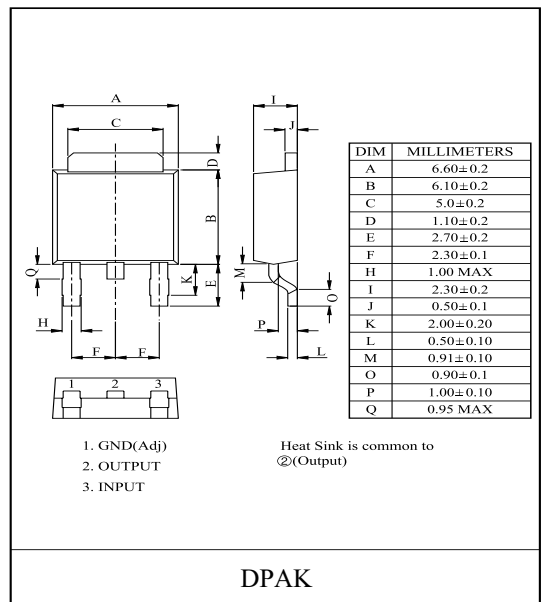 A
C
D
B
Q
K
E
H
F F
1 2 3
I
J
M
O
P
L
DIM MILLIMETERS
A 6.60±0.2
B 6.10±0.2
C 5.0±0.2
D 1.10±0.2
E 2.70±0.2
F 2.30±0.1
H 1.00 MAX
I 2.30±0.2
J 0.50±0.1
K 2.00±0.20
L 0.50±0.10
M 0.91±0.10
O 0.90±0.1
P 1.00±0.10
Q 0.95 MAX
1. GND(Adj)
2. OUTPUT
3. INPUT
Heat Sink is common to
②(Output)
DPAK